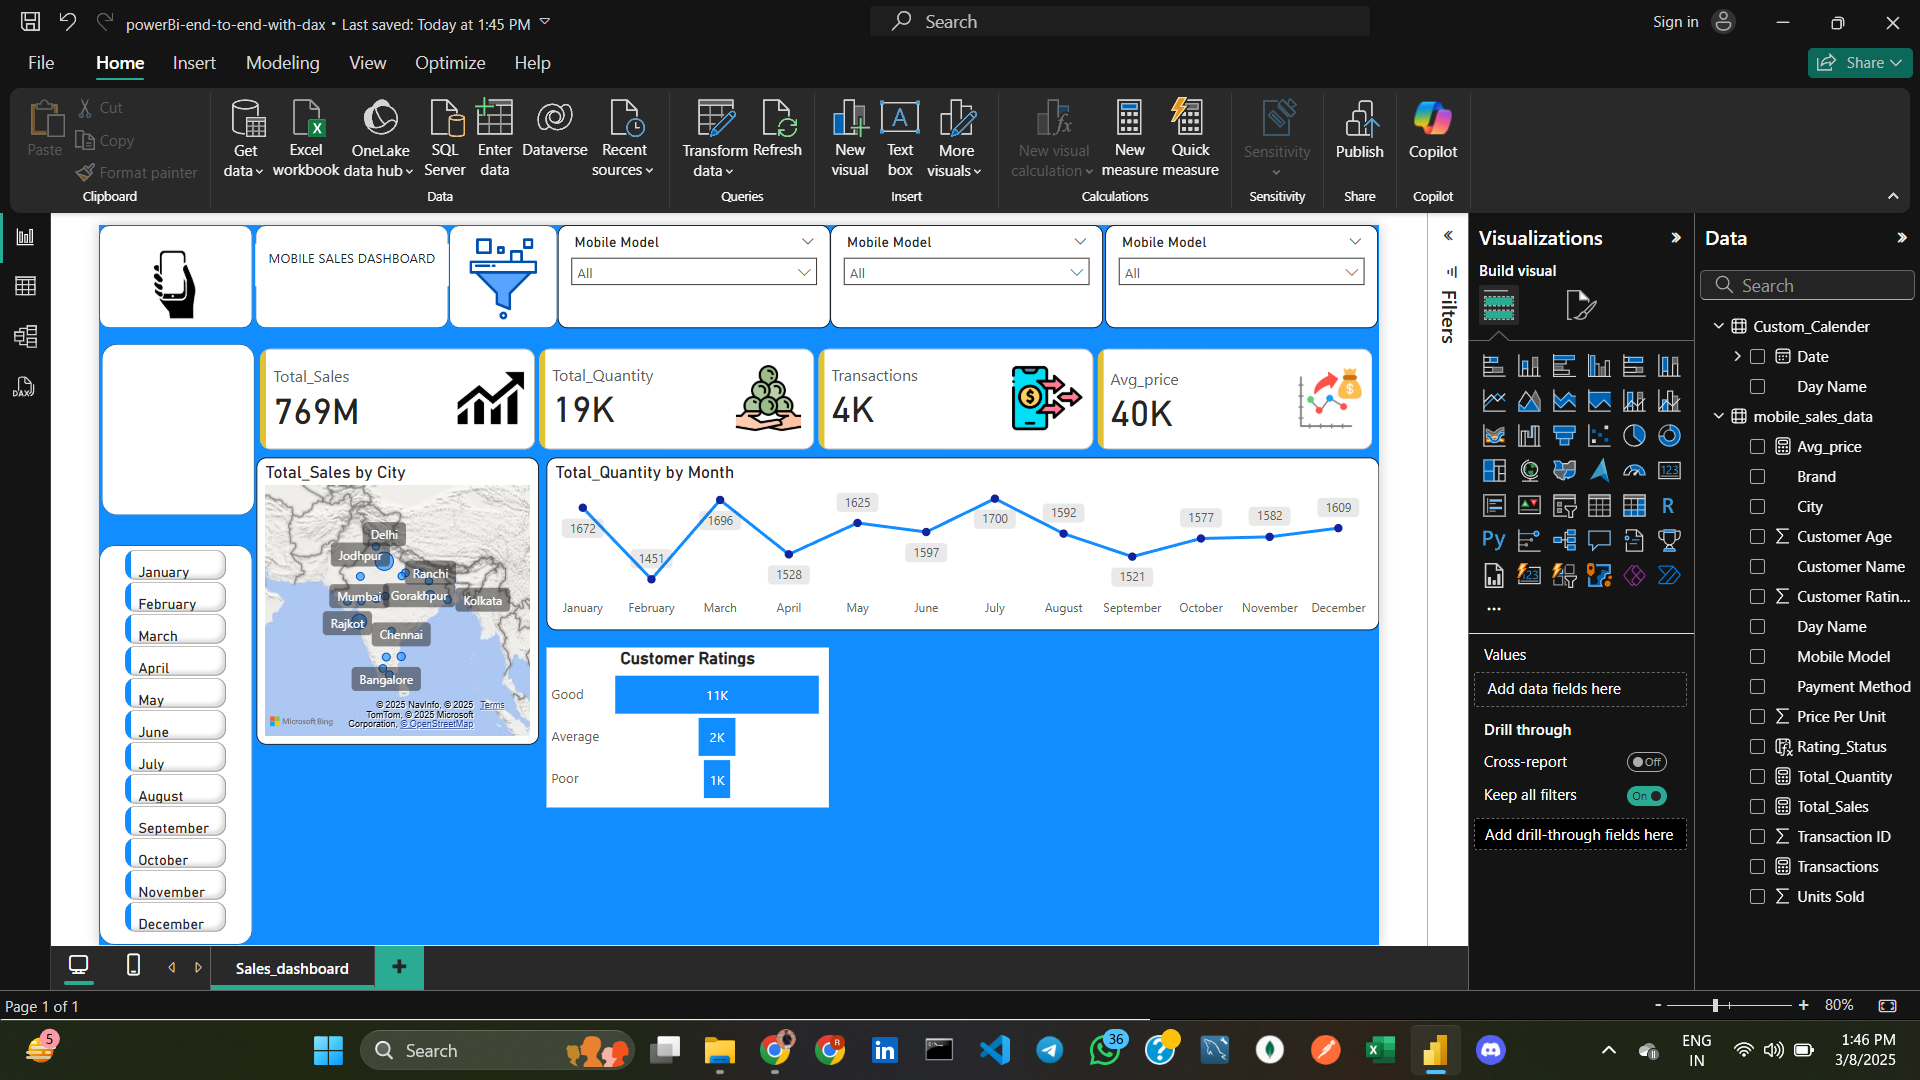 powerBi-end-to-end-with-dax • Last saved: Today at 1:45 PM
Search
Sign in
File
Home
Insert
Modeling
View
Optimize
Help
Share
Paste
Cut
Copy
Format painter
Clipboard
Get data
Excel workbook
OneLake data hub
SQL Server
Enter data
Dataverse
Recent sources
Data
Transform data
Refresh
Queries
New visual
Text box
More visuals
Insert
New visual calculation
New measure
Quick measure
Calculations
Sensitivity
Sensitivity
Publish
Share
Copilot
Copilot
MOBILE SALES DASHBOARD
Mobile Model
All
Mobile Model
All
Mobile Model
All
Total_Sales
769M
Total_Quantity
19K
Transactions
4K
Avg_price
40K
January
February
March
April
May
June
July
August
September
October
November
December
Total_Sales by City
Delhi
Jodhpur
Ranchi
Mumbai
Gorakhpur
Kolkata
Rajkot
Chennai
Bangalore
Microsoft Bing
© 2025 NavInfo, © 2025 Terms
TomTom, © 2025 Microsoft
Corporation, © OpenStreetMap
Total_Quantity by Month
1672
1451
1696
1528
1625
1597
1700
1592
1521
1577
1582
1609
January
February
March
April
May
June
July
August
September
October
November
December
Customer Ratings
Good
11K
Average
2K
Poor
1K
Filters
Visualizations
Build visual
123
R
Py
123
Values
Add data fields here
Drill through
Cross-report
Off
Keep all filters
On
Add drill-through fields here
Data
Search
Custom_Calender
Date
Day Name
mobile_sales_data
Avg_price
Brand
City
Customer Age
Customer Name
Customer Ratin...
Day Name
Mobile Model
Payment Method
Price Per Unit
Rating_Status
Total_Quantity
Total_Sales
Transaction ID
Transactions
Units Sold
DAX
Sales_dashboard
Page 1 of 1
80%
5
Search
36
ENG
IN
1:46 PM
3/8/2025